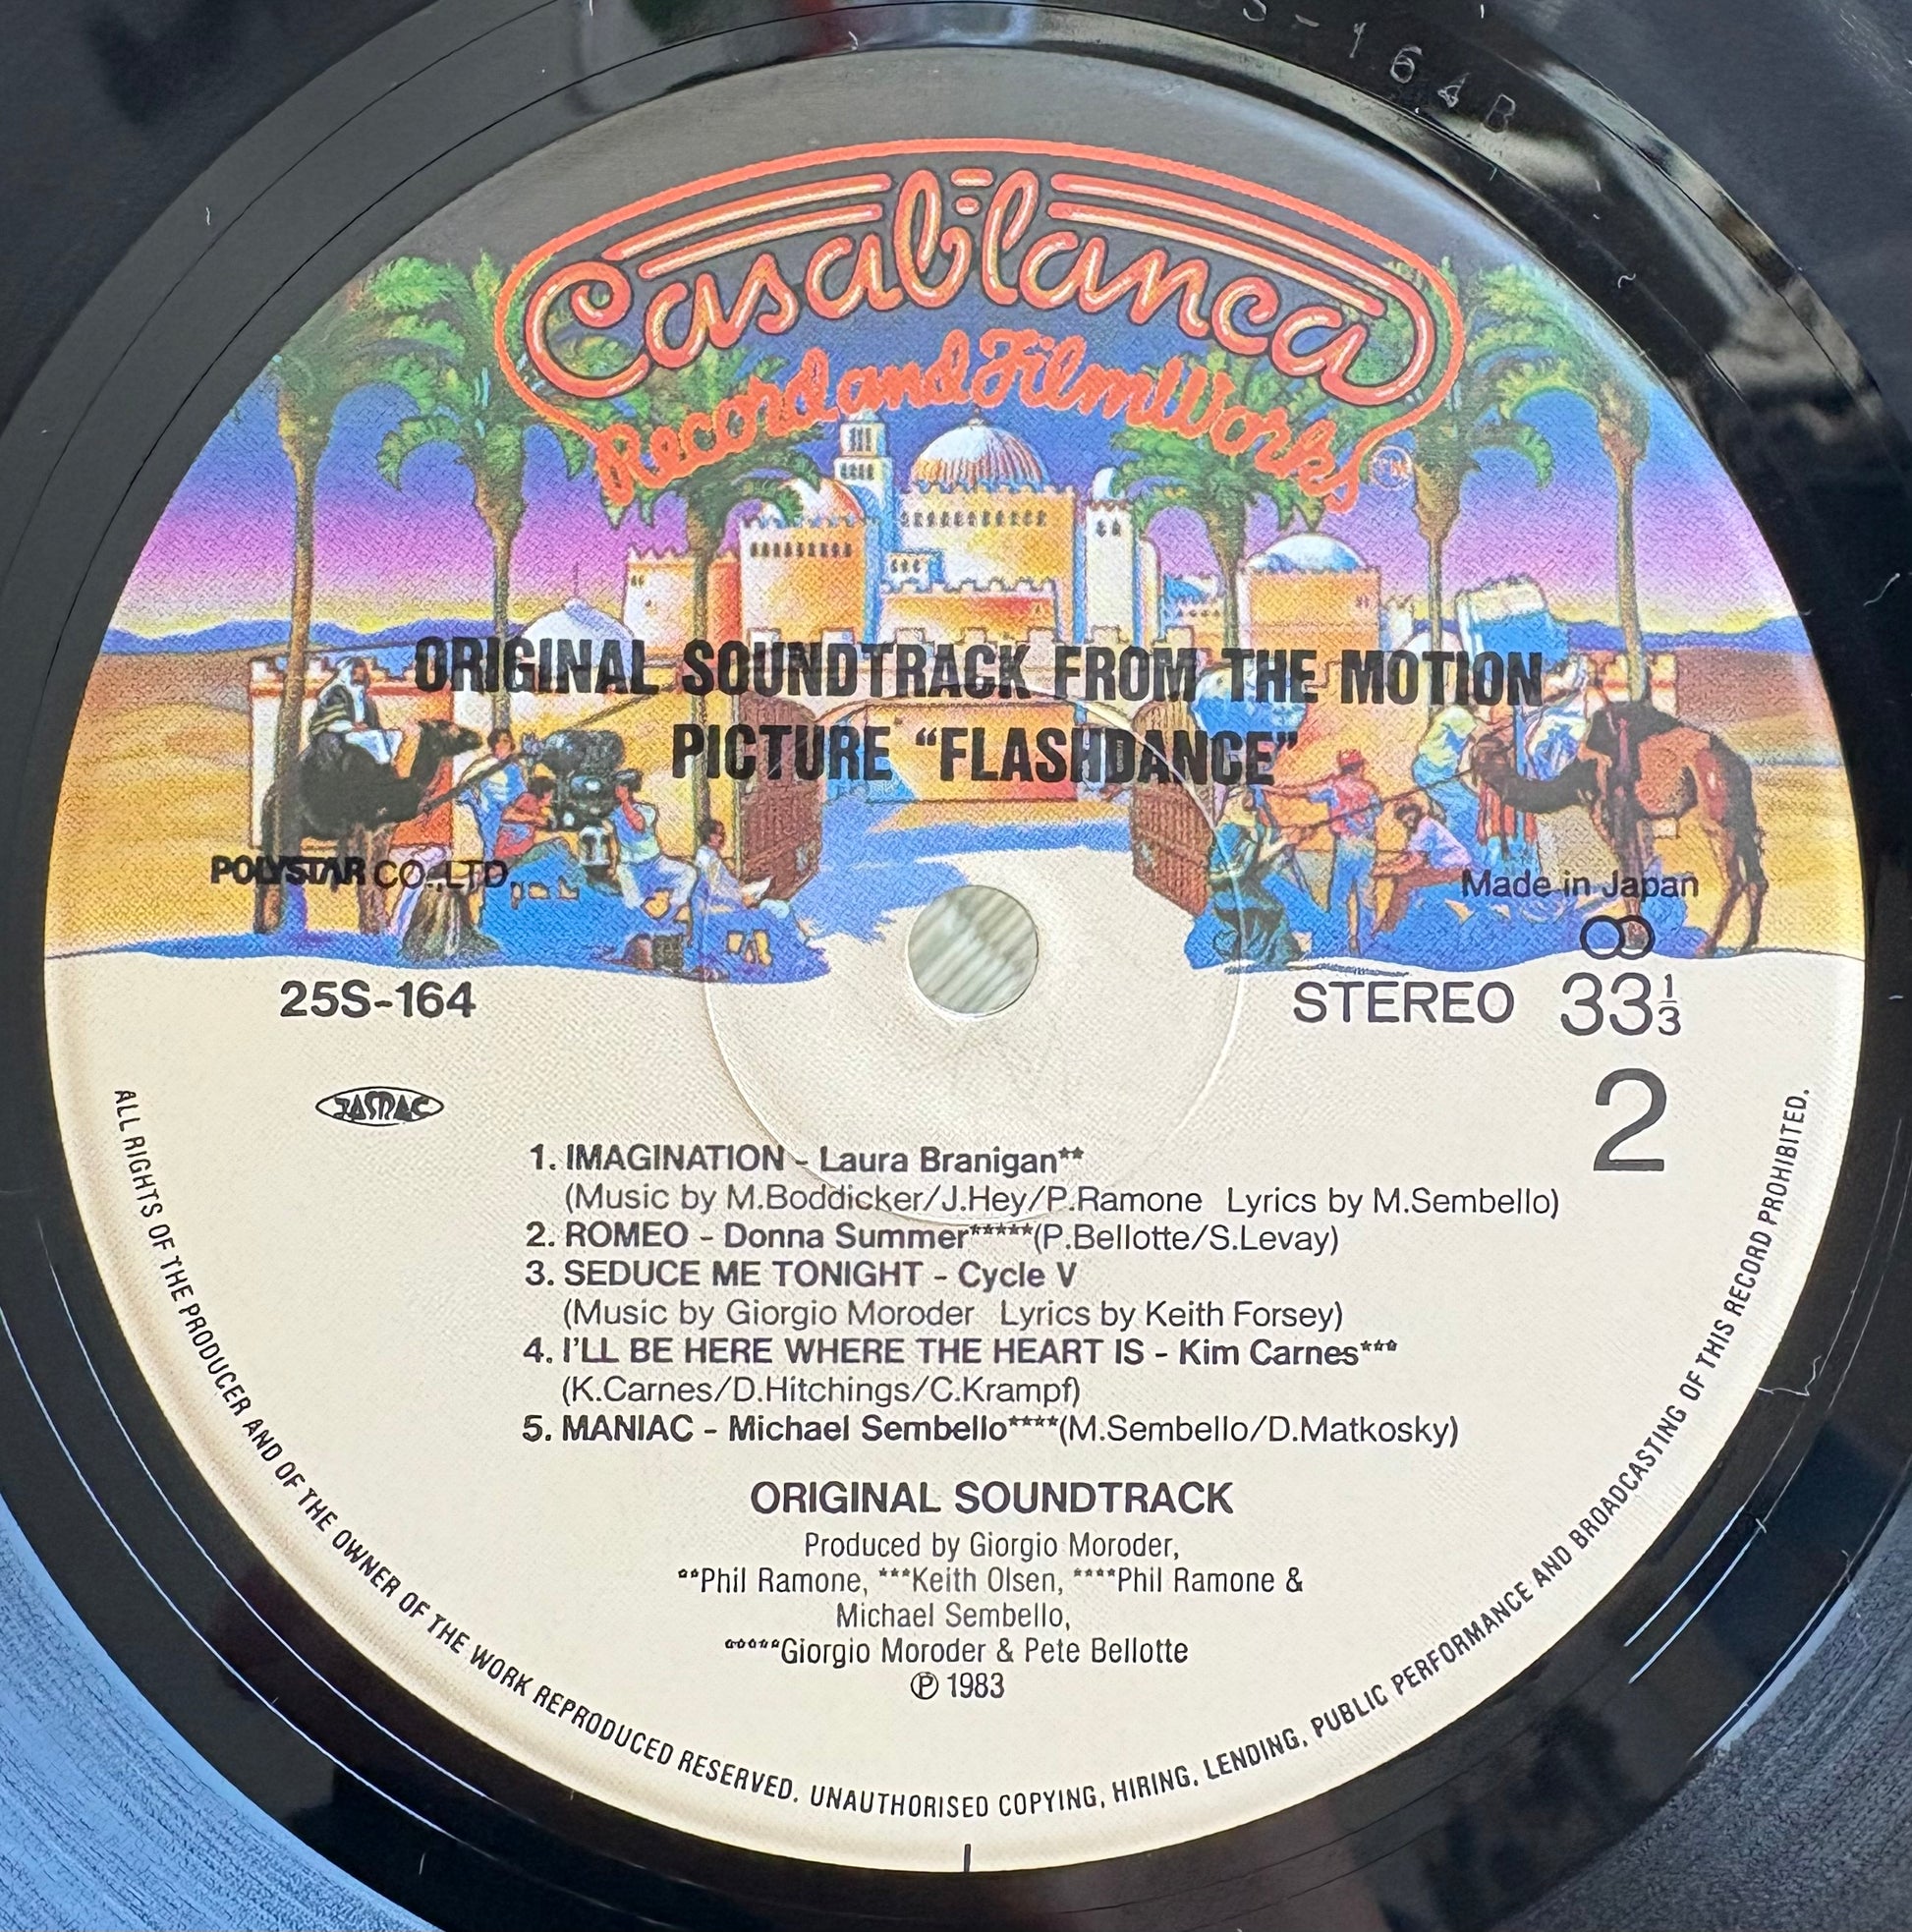 S-164B
Casablanca
Record and FilmWorks
TM
ORIGINAL SOUNDTRACK FROM THE MOTION
PICTURE “FLASHDANCE”
POLYSTAR CO.,LTD.
Made in Japan
25S-164
STEREO 33 1/3
2
JASRAC
1. IMAGINATION - Laura Branigan**
(Music by M.Boddicker/J.Hey/P.Ramone Lyrics by M.Sembello)
2. ROMEO - Donna Summer*****(P.Bellotte/S.Levay)
3. SEDUCE ME TONIGHT - Cycle V
(Music by Giorgio Moroder Lyrics by Keith Forsey)
4. I'LL BE HERE WHERE THE HEART IS - Kim Carnes***
(K.Carnes/D.Hitchings/C.Krampf)
5. MANIAC - Michael Sembello****(M.Sembello/D.Matkosky)
ORIGINAL SOUNDTRACK
Produced by Giorgio Moroder,
**Phil Ramone, ***Keith Olsen, ****Phil Ramone &
Michael Sembello,
*****Giorgio Moroder & Pete Bellotte
℗ 1983
ALL RIGHTS OF THE PRODUCER AND OF THE OWNER OF THE WORK REPRODUCED RESERVED. UNAUTHORISED COPYING, HIRING, LENDING, PUBLIC PERFORMANCE AND BROADCASTING OF THIS RECORD PROHIBITED.